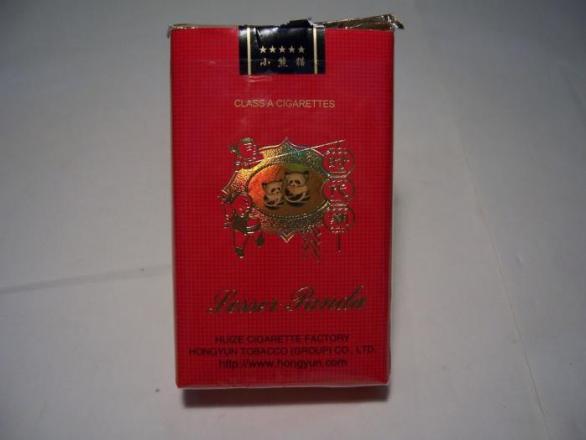 ★★★★★
小熊猫
CLASS A CIGARETTES
Lesser Panda
HUIZE CIGARETTE FACTORY
HONGYUN TOBACCO (GROUP) CO., LTD.
http://www.hongyun.com